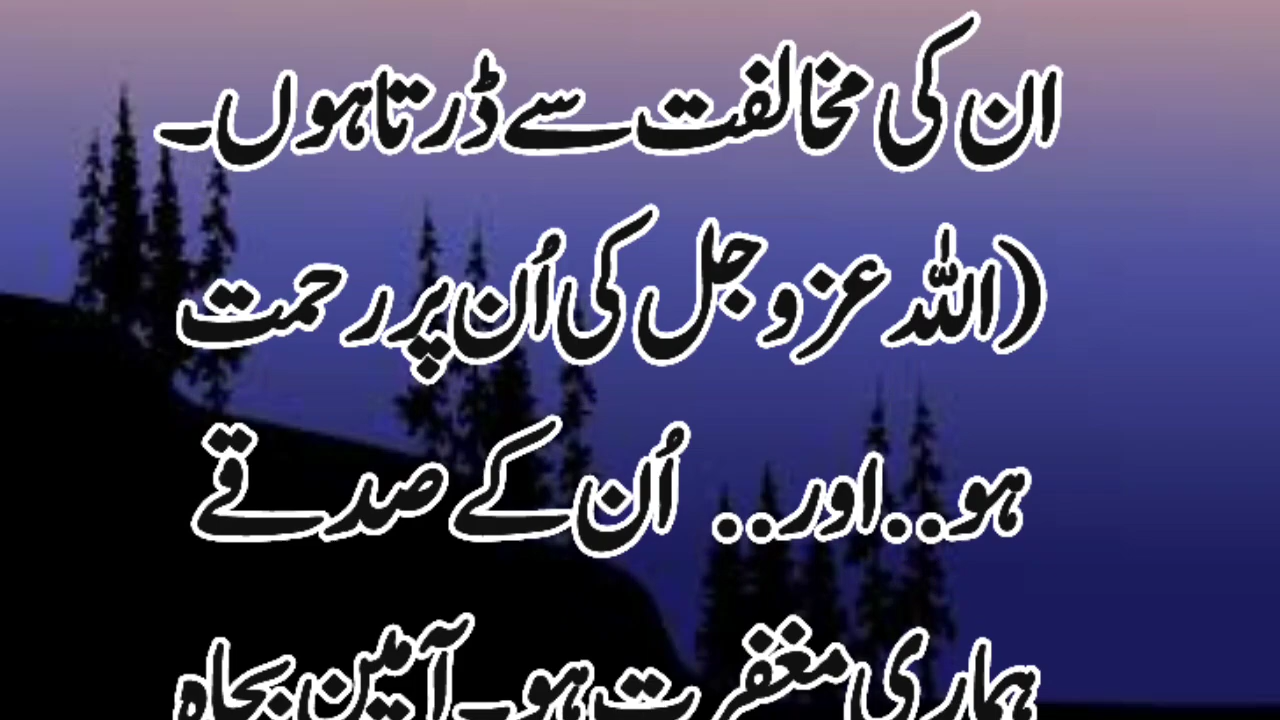 ان کی مخالفت سے ڈرتا ہوں۔
(اللہ عزوجل کی اُن پر رحمت
ہو..اور.. اُن کے صدقے
ہماری مغفرت ہو۔ آمین بجاہ